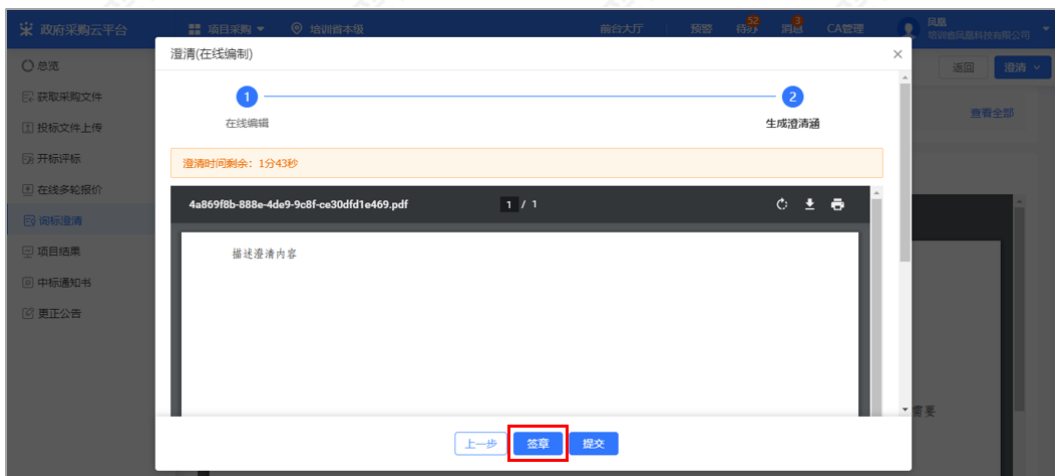 政府采购云平台
项目采购
培训省本级
前台大厅
预警
待办
52
消息
3
CA管理
凤凰
培训省凤凰科技有限公司
澄清(在线编制)
×
返回
澄清
总览
获取采购文件
投标文件上传
开标评标
在线多轮报价
询标澄清
项目结果
中标通知书
更正公告
查看全部
1
在线编辑
2
生成澄清函
澄清时间剩余：1分43秒
4a869f8b-888e-4de9-9c8f-ce30dfd1e469.pdf
1 / 1
描述澄清内容
需要
上一步
签章
提交